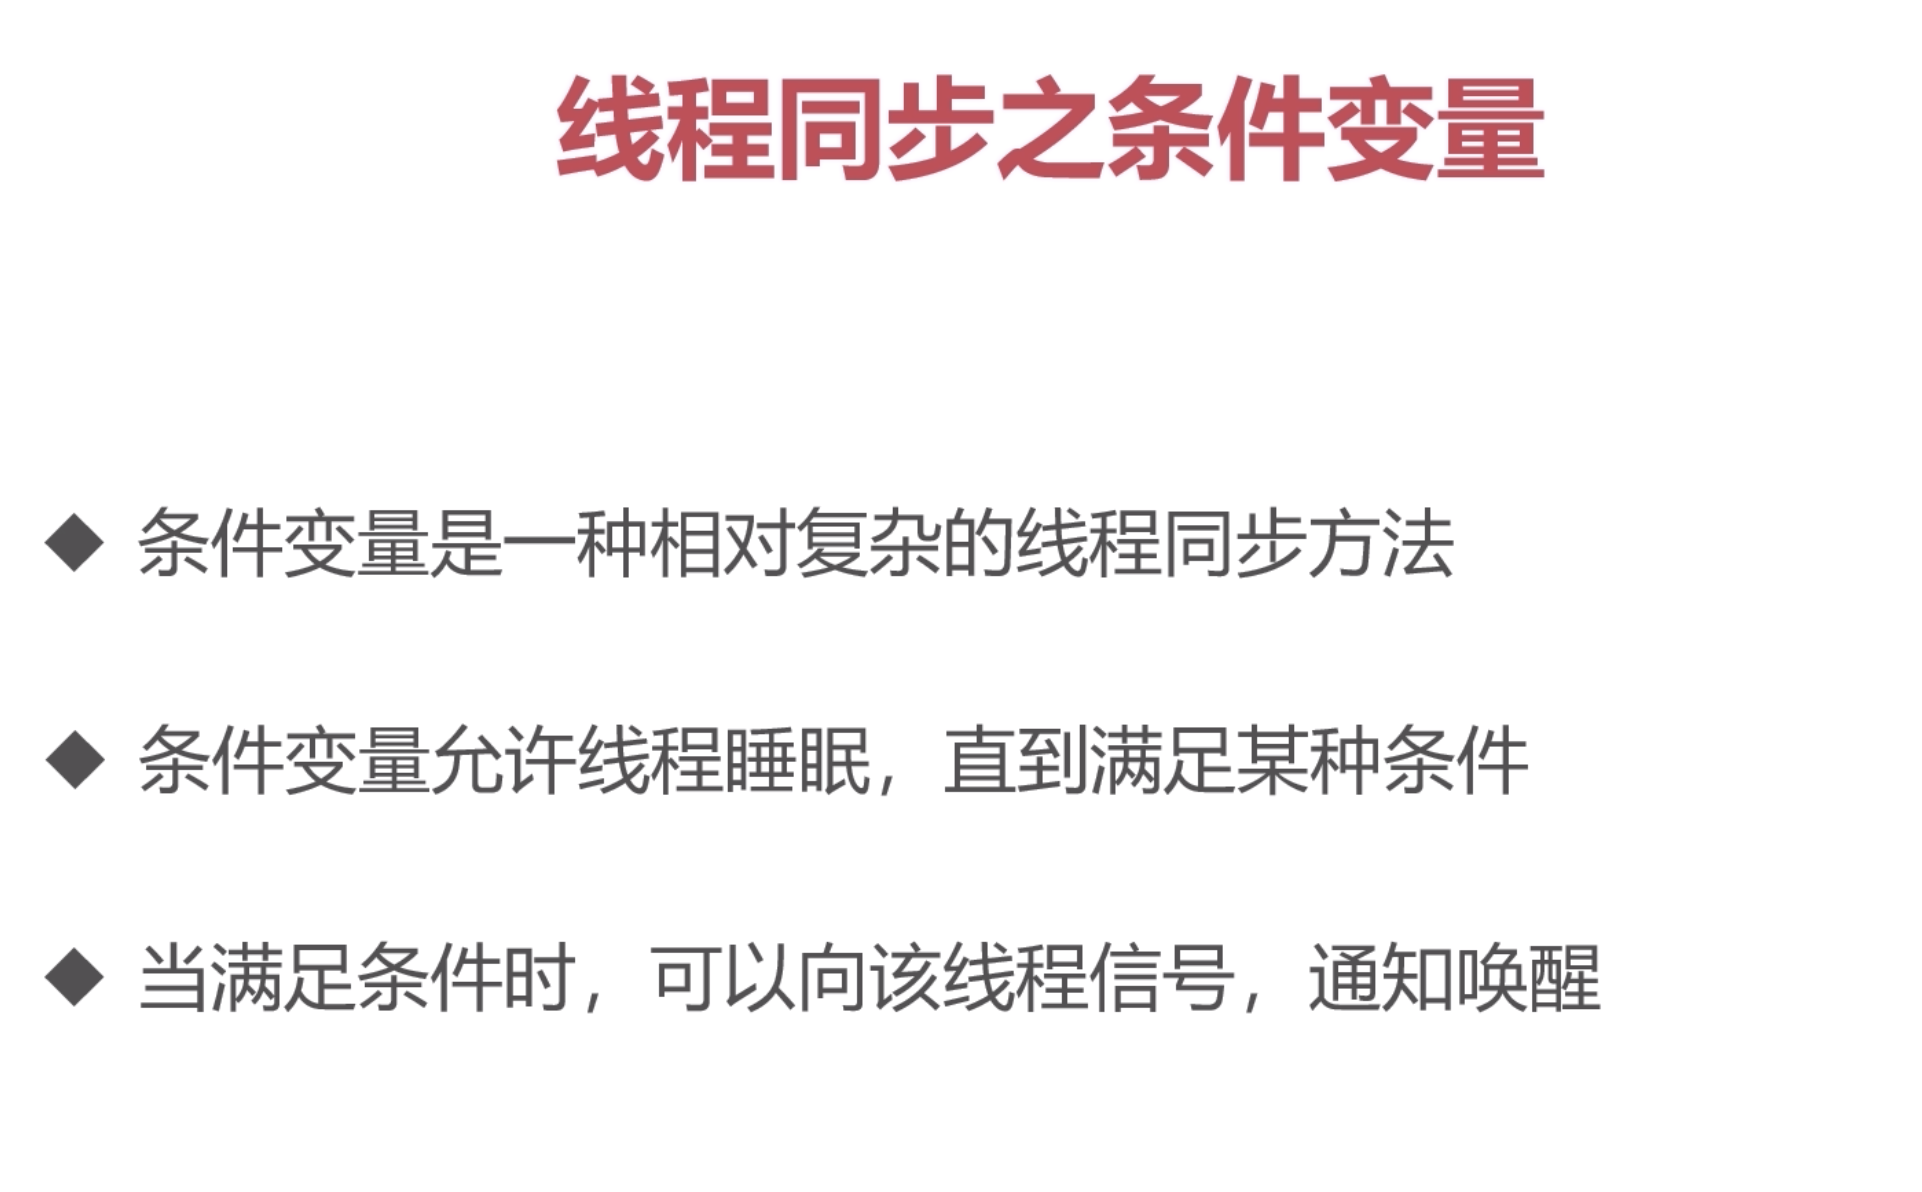 线程同步之条件变量
◆ 条件变量是一种相对复杂的线程同步方法
◆ 条件变量允许线程睡眠，直到满足某种条件
◆ 当满足条件时，可以向该线程信号，通知唤醒